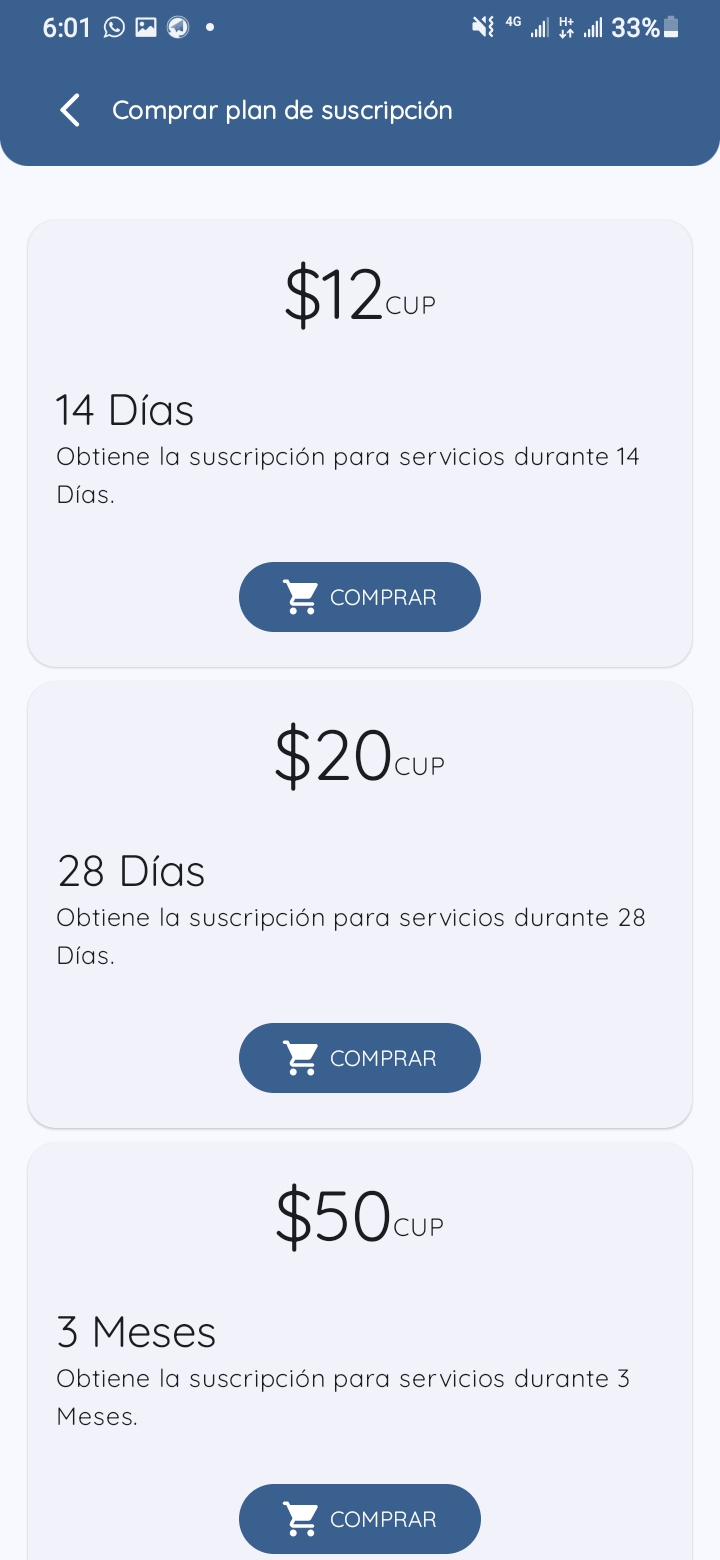 6:01 4G H+ 33%
Comprar plan de suscripción
$12CUP
14 Días
Obtiene la suscripción para servicios durante 14
Días.
COMPRAR
$20CUP
28 Días
Obtiene la suscripción para servicios durante 28
Días.
COMPRAR
$50CUP
3 Meses
Obtiene la suscripción para servicios durante 3
Meses.
COMPRAR